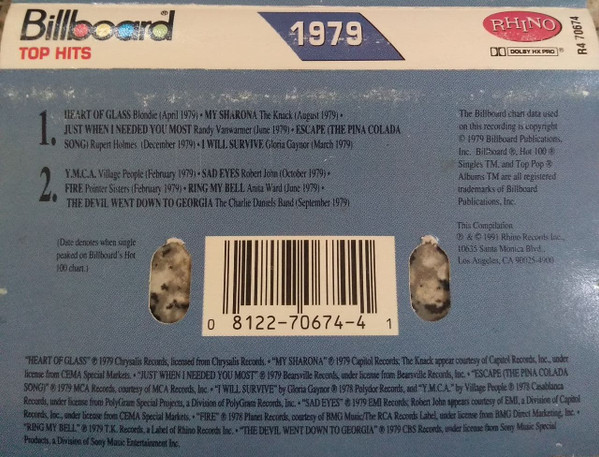 Billboard®
TOP HITS
1979
RHINO
DOLBY HX PRO
R4 70674
1. HEART OF GLASS Blondie (April 1979) • MY SHARONA The Knack (August 1979) •
JUST WHEN I NEEDED YOU MOST Randy Vanwarmer (June 1979) • ESCAPE (THE PINA COLADA
SONG) Rupert Holmes (December 1979) • I WILL SURVIVE Gloria Gaynor (March 1979)
2. Y.M.C.A. Village People (February 1979) • SAD EYES Robert John (October 1979) •
FIRE Pointer Sisters (February 1979) • RING MY BELL Anita Ward (June 1979) •
THE DEVIL WENT DOWN TO GEORGIA The Charlie Daniels Band (September 1979)
(Date denotes when single
peaked on Billboard's Hot
100 chart.)
The Billboard chart data used
on this recording is copyright
© 1979 Billboard Publications,
Inc. Billboard ®, Hot 100 ®
Singles TM, and Top Pop ®
Albums TM are all registered
trademarks of Billboard
Publications, Inc.
This Compilation
℗ & © 1991 Rhino Records Inc.,
10635 Santa Monica Blvd.,
Los Angeles, CA 90025-4900
0 8122-70674-4 1
"HEART OF GLASS" ℗ 1979 Chrysalis Records, licensed from Chrysalis Records. • "MY SHARONA" ℗ 1979 Capitol Records; The Knack appear courtesy of Capitol Records, Inc., under
license from CEMA Special Markets. • "JUST WHEN I NEEDED YOU MOST" ℗ 1979 Bearsville Records, under license from Bearsville Records, Inc. • "ESCAPE (THE PINA COLADA
SONG)" ℗ 1979 MCA Records, courtesy of MCA Records, Inc. • "I WILL SURVIVE" by Gloria Gaynor ℗ 1978 Polydor Records, and "Y.M.C.A." by Village People ℗ 1978 Casablanca
Records, under license from PolyGram Special Projects, a Division of PolyGram Records, Inc. • "SAD EYES" ℗ 1979 EMI Records; Robert John appears courtesy of EMI, a Division of Capitol
Records, Inc., under license from CEMA Special Markets. • "FIRE" ℗ 1978 Planet Records, courtesy of BMG Music/The RCA Records Label, under license from BMG Direct Marketing, Inc. •
"RING MY BELL" ℗ 1979 T.K. Records, a Label of Rhino Records Inc. • "THE DEVIL WENT DOWN TO GEORGIA" ℗ 1979 CBS Records, under license from Sony Music Special
Products, a Division of Sony Music Entertainment Inc.